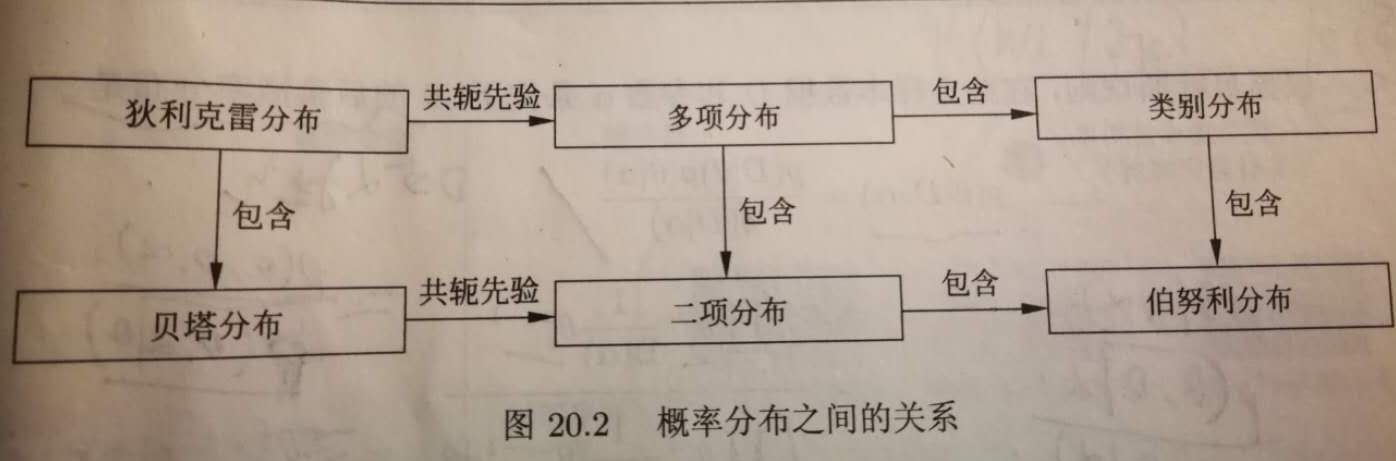 狄利克雷分布 共轭先验 多项分布 包含 类别分布
包含 包含 包含
贝塔分布 共轭先验 二项分布 包含 伯努利分布
图 20.2 概率分布之间的关系